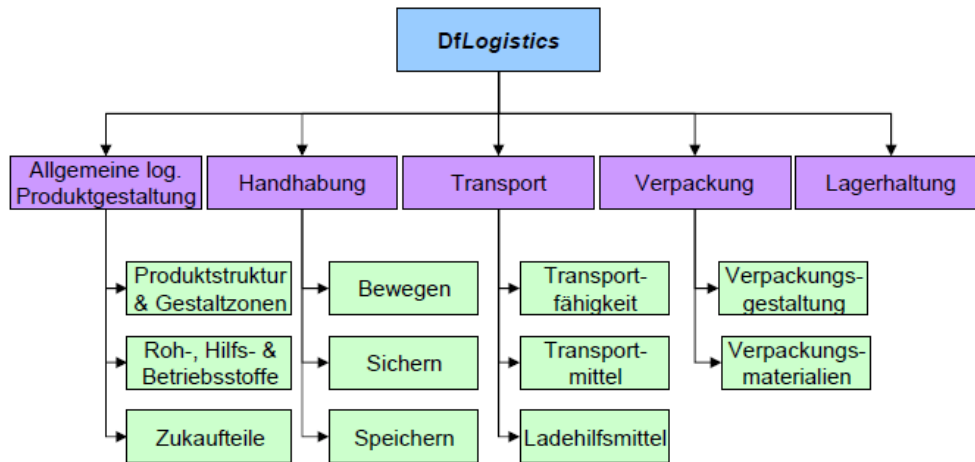 DfLogistics
Allgemeine log.
Produktgestaltung
Handhabung
Transport
Verpackung
Lagerhaltung
Produktstruktur
& Gestaltzonen
Bewegen
Transport-
fähigkeit
Verpackungs-
gestaltung
Roh-, Hilfs- &
Betriebsstoffe
Sichern
Transport-
mittel
Verpackungs-
materialien
Zukaufteile
Speichern
Ladehilfsmittel